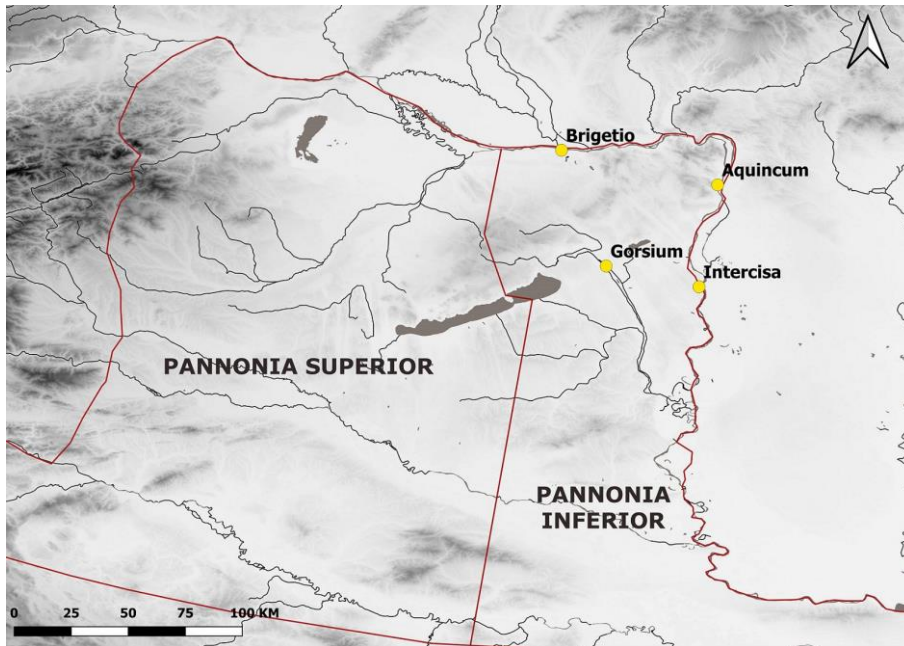 Brigetio
Aquincum
Gorsium
Intercisa
PANNONIA SUPERIOR
PANNONIA
INFERIOR
0 25 50 75 100 KM